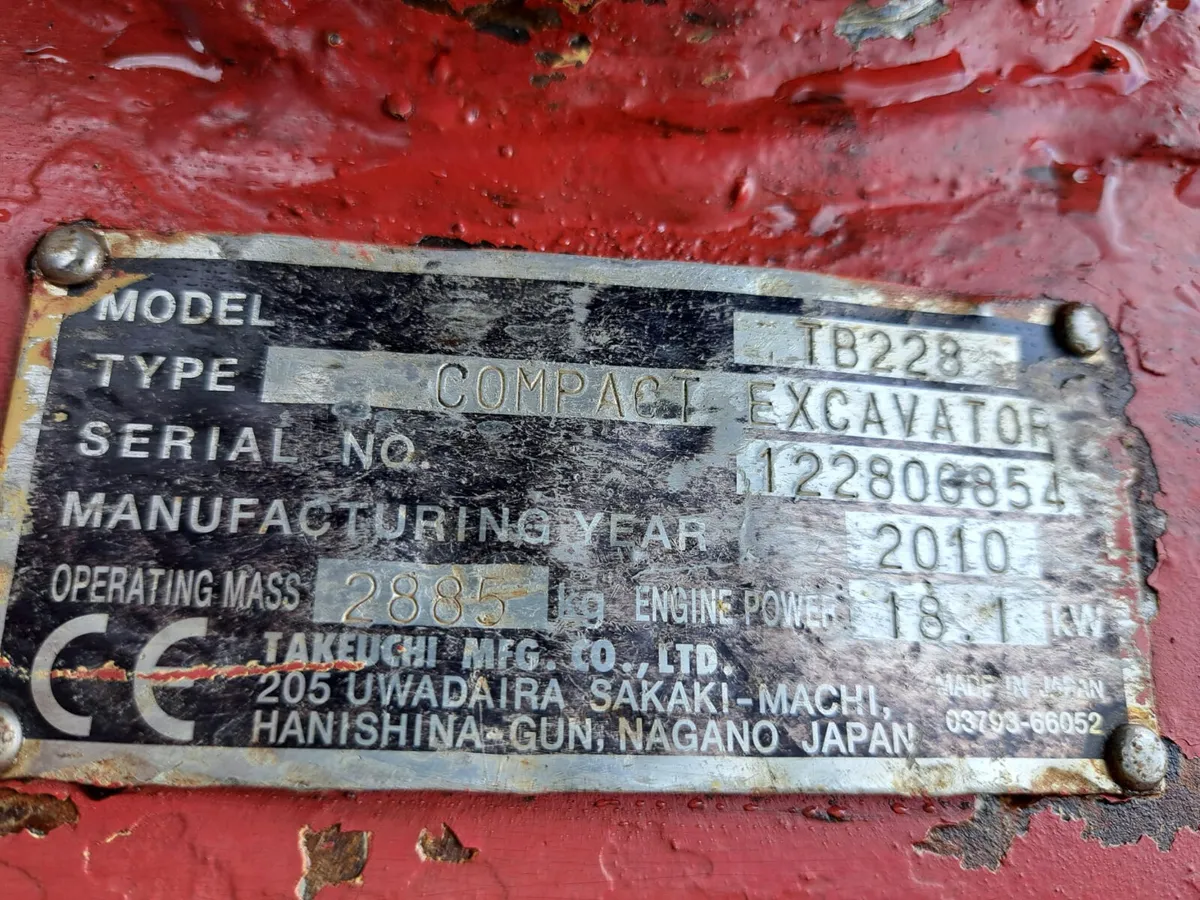 MODEL TB228
TYPE COMPACT EXCAVATOR
SERIAL NO. 122800854
MANUFACTURING YEAR 2010
OPERATING MASS 2885 kg ENGINE POWER 18.1 kW
CE TAKEUCHI MFG. CO., LTD.
205 UWADAIRA SAKAKI-MACHI, MADE IN JAPAN
HANISHINA-GUN, NAGANO JAPAN 03793-66052